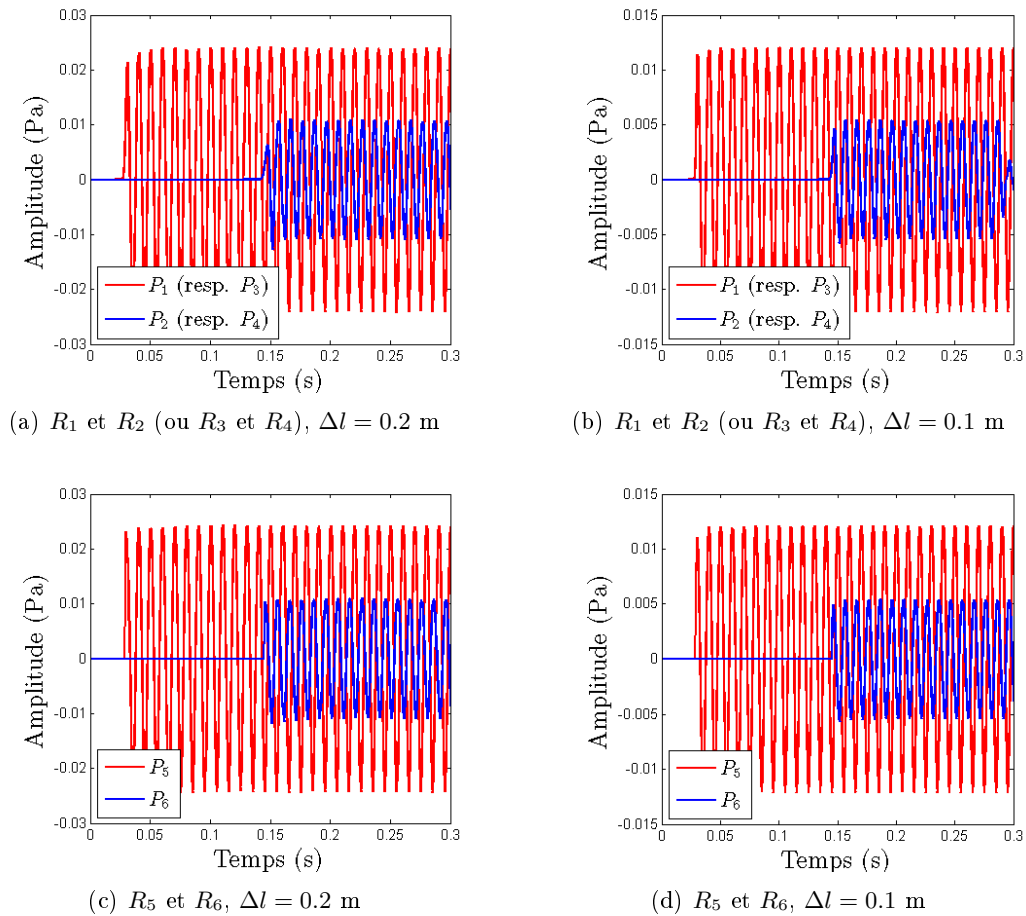 0.03
0.02
0.01
0
-0.01
-0.02
-0.03
Amplitude (Pa)
P₁ (resp. P₃)
P₂ (resp. P₄)
0 0.05 0.1 0.15 0.2 0.25 0.3
Temps (s)
(a) R₁ et R₂ (ou R₃ et R₄), Δl = 0.2 m
0.015
0.01
0.005
0
-0.005
-0.01
-0.015
Amplitude (Pa)
P₁ (resp. P₃)
P₂ (resp. P₄)
0 0.05 0.1 0.15 0.2 0.25 0.3
Temps (s)
(b) R₁ et R₂ (ou R₃ et R₄), Δl = 0.1 m
0.03
0.02
0.01
0
-0.01
-0.02
-0.03
Amplitude (Pa)
P₅
P₆
0 0.05 0.1 0.15 0.2 0.25 0.3
Temps (s)
(c) R₅ et R₆, Δl = 0.2 m
0.015
0.01
0.005
0
-0.005
-0.01
-0.015
Amplitude (Pa)
P₅
P₆
0 0.05 0.1 0.15 0.2 0.25 0.3
Temps (s)
(d) R₅ et R₆, Δl = 0.1 m